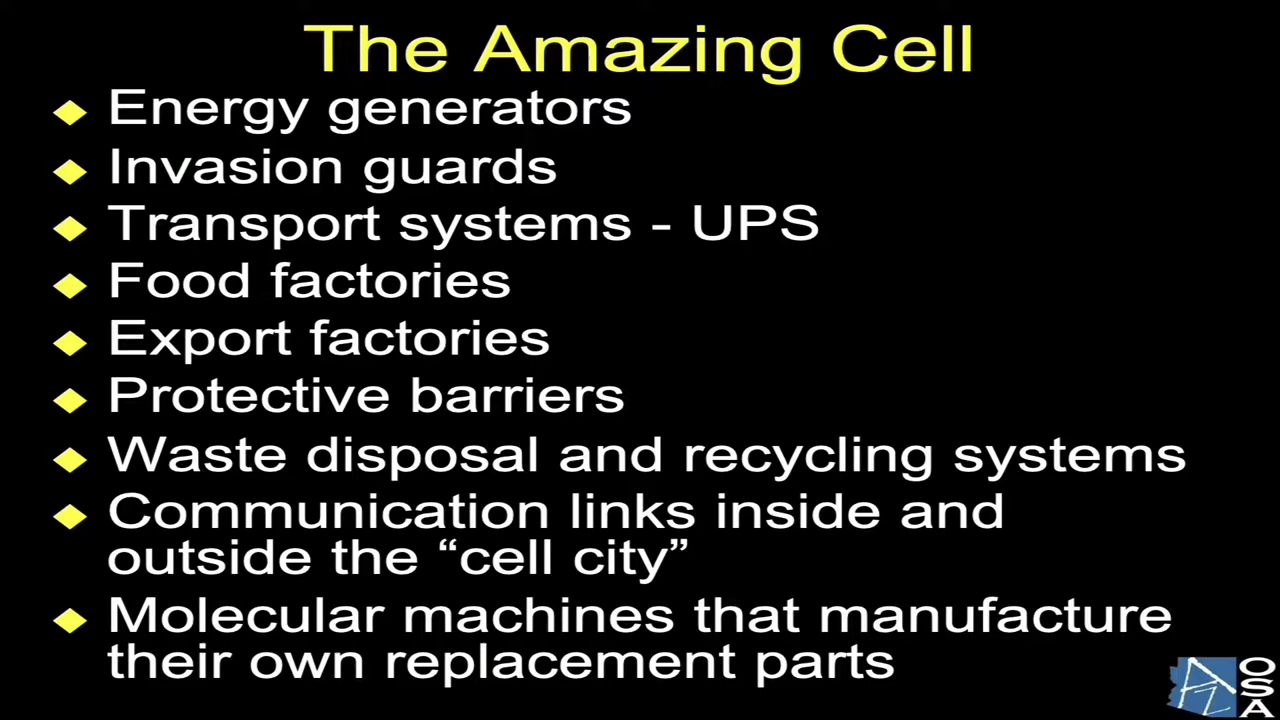 The Amazing Cell
Energy generators
Invasion guards
Transport systems - UPS
Food factories
Export factories
Protective barriers
Waste disposal and recycling systems
Communication links inside and
outside the “cell city”
Molecular machines that manufacture
their own replacement parts
AZ
OSA